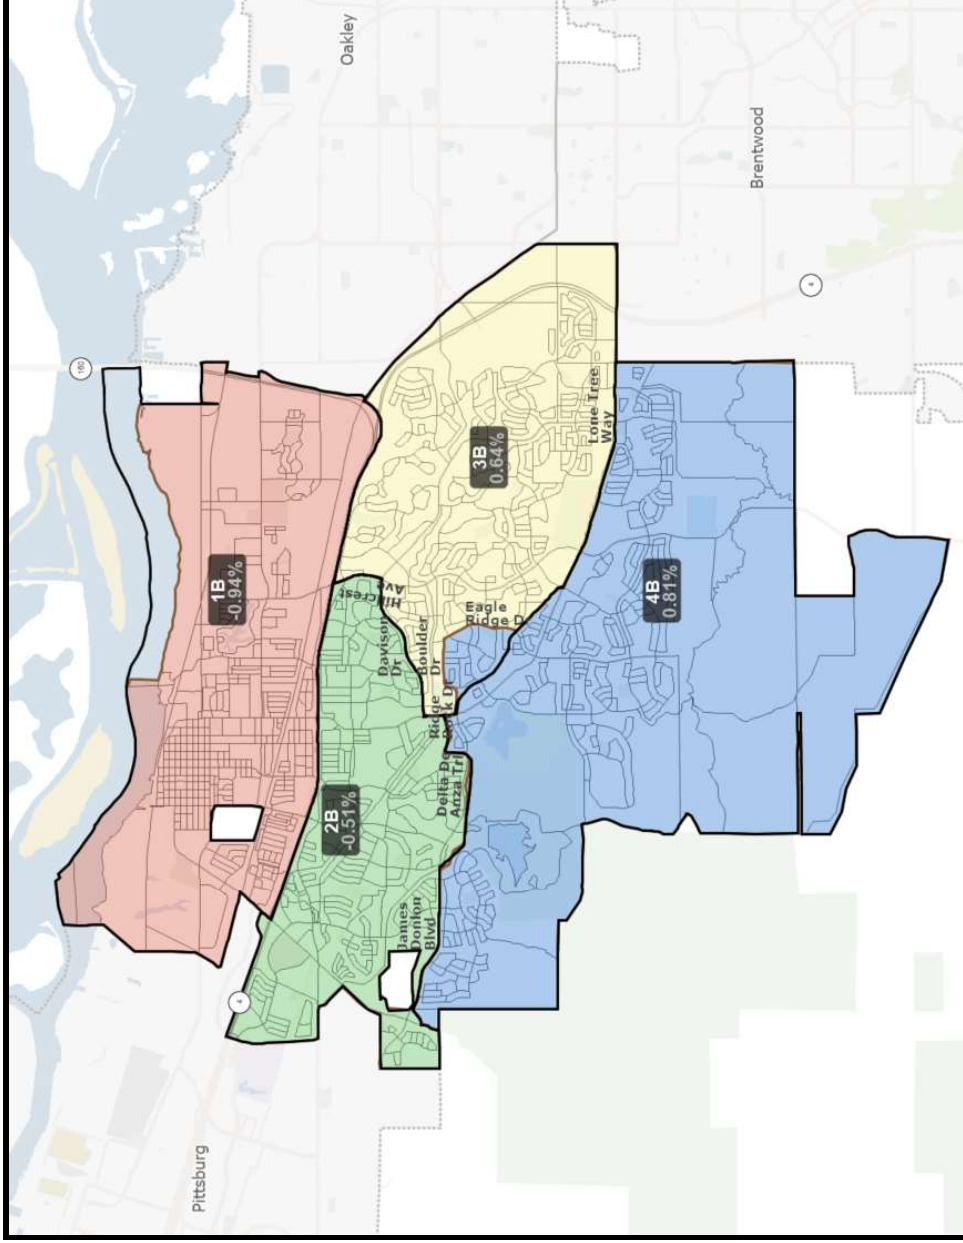 Oakley
Brentwood
160
4
1B
-0.94%
2B
-0.51%
3B
0.64%
4B
0.81%
Lone Tree
Way
Hillcrest
Ave
Davison
Dr
Boulder
Dr
Eagle
Ridge D
Ridge
Dr
Delta De
Anza Tri
James
Donlon
Blvd
4
Pittsburg